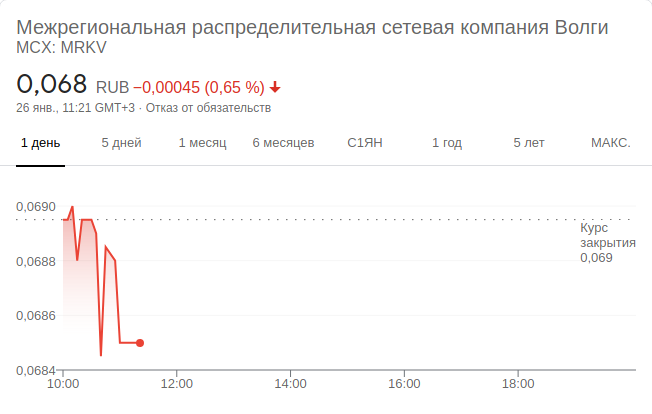 Межрегиональная распределительная сетевая компания Волги
MCX: MRKV
0,068 RUB −0,00045 (0,65 %)
26 янв., 11:21 GMT+3 · Отказ от обязательств
1 день 5 дней 1 месяц 6 месяцев С1ЯН 1 год 5 лет МАКС.
0,0690
Курс
закрытия
0,069
0,0688
0,0686
0,0684
10:00 12:00 14:00 16:00 18:00